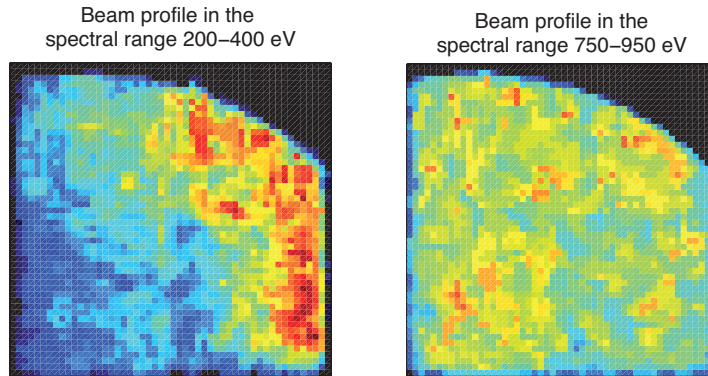 Beam profile in the
spectral range 200–400 eV
Beam profile in the
spectral range 750–950 eV